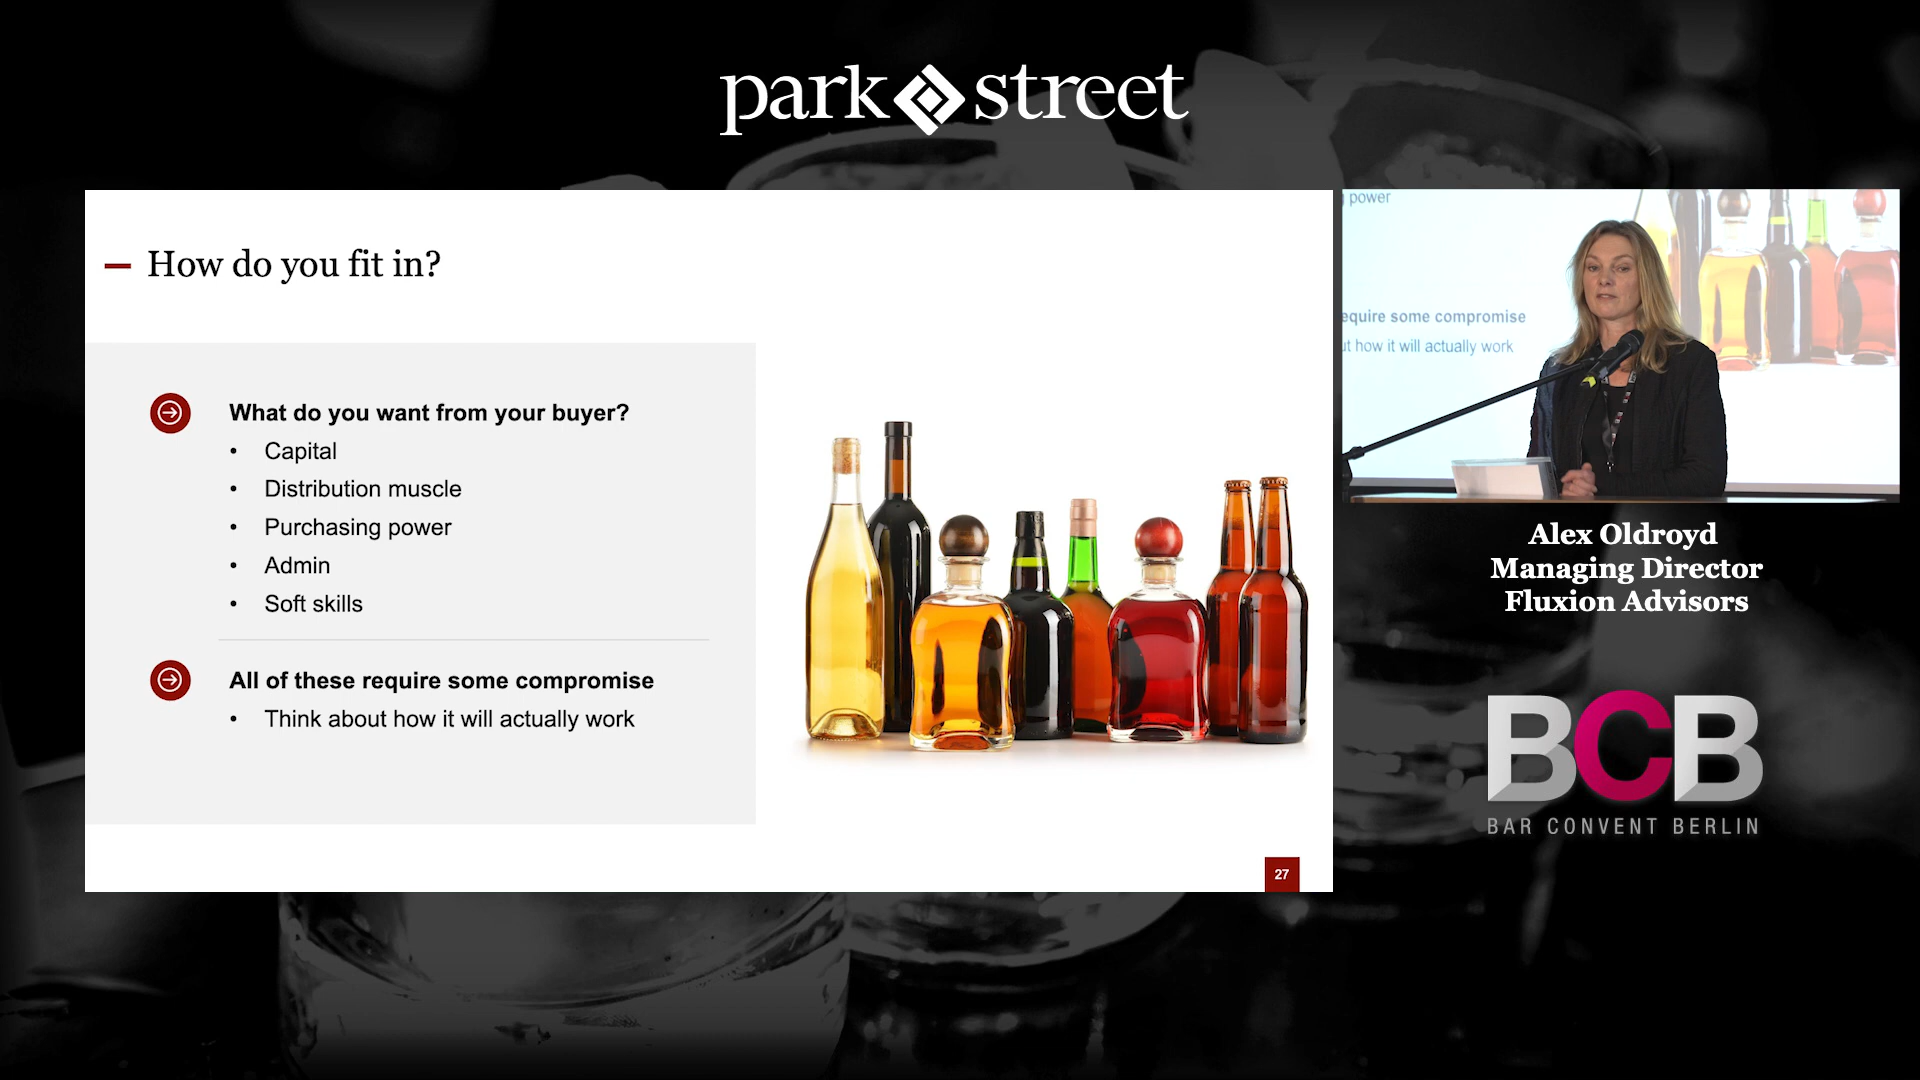 park street
How do you fit in?
What do you want from your buyer?
• Capital
• Distribution muscle
• Purchasing power
• Admin
• Soft skills
All of these require some compromise
• Think about how it will actually work
27
power
equire some compromise
ut how it will actually work
Alex Oldroyd
Managing Director
Fluxion Advisors
BCB
BAR CONVENT BERLIN